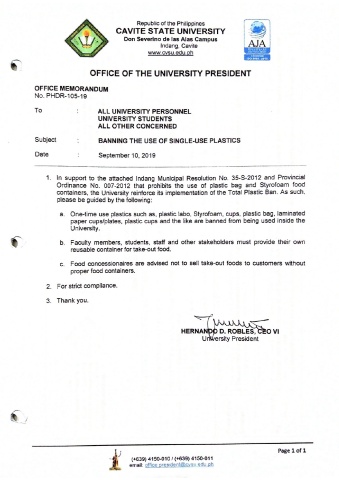 Republic of the Philippines
CAVITE STATE UNIVERSITY
Don Severino de las Alas Campus
Indang, Cavite
www.cvsu.edu.ph
AJA
OFFICE OF THE UNIVERSITY PRESIDENT
OFFICE MEMORANDUM
No. PHDR-105-19
To : ALL UNIVERSITY PERSONNEL
UNIVERSITY STUDENTS
ALL OTHER CONCERNED
Subject : BANNING THE USE OF SINGLE-USE PLASTICS
Date : September 10, 2019
1. In support to the attached Indang Municipal Resolution No. 35-S-2012 and Provincial
Ordinance No. 007-2012 that prohibits the use of plastic bag and Styrofoam food
containers, the University reinforce its implementation of the Total Plastic Ban. As such,
please be guided by the following:
a. One-time use plastics such as, plastic labo, Styrofoam, cups, plastic bag, laminated
paper cups/plates, plastic cups and the like are banned from being used inside the
University.
b. Faculty members, students, staff and other stakeholders must provide their own
reusable container for take-out food.
c. Food concessionaires are advised not to sell take-out foods to customers without
proper food containers.
2. For strict compliance.
3. Thank you.
HERNANDO D. ROBLES, CEO VI
University President
Page 1 of 1
(+639) 4150-010 / (+639) 4150-011
email: office.president@cvsu.edu.ph